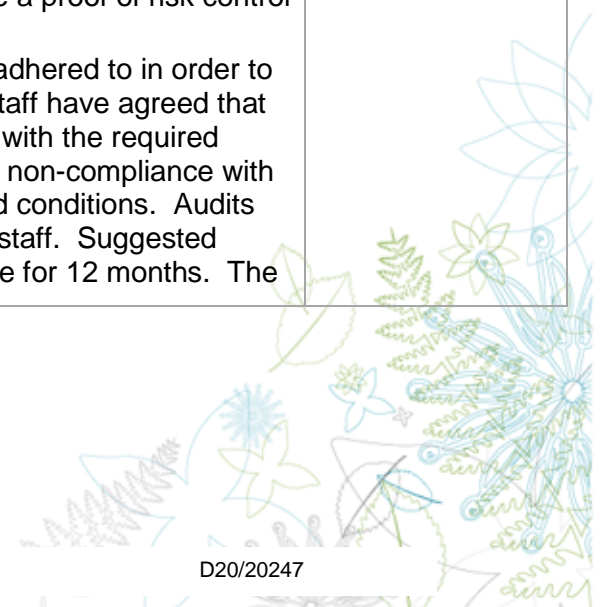 e a proof of risk control
adhered to in order to
staff have agreed that
with the required
non-compliance with
d conditions.  Audits
staff.  Suggested
e for 12 months.  The
D20/20247